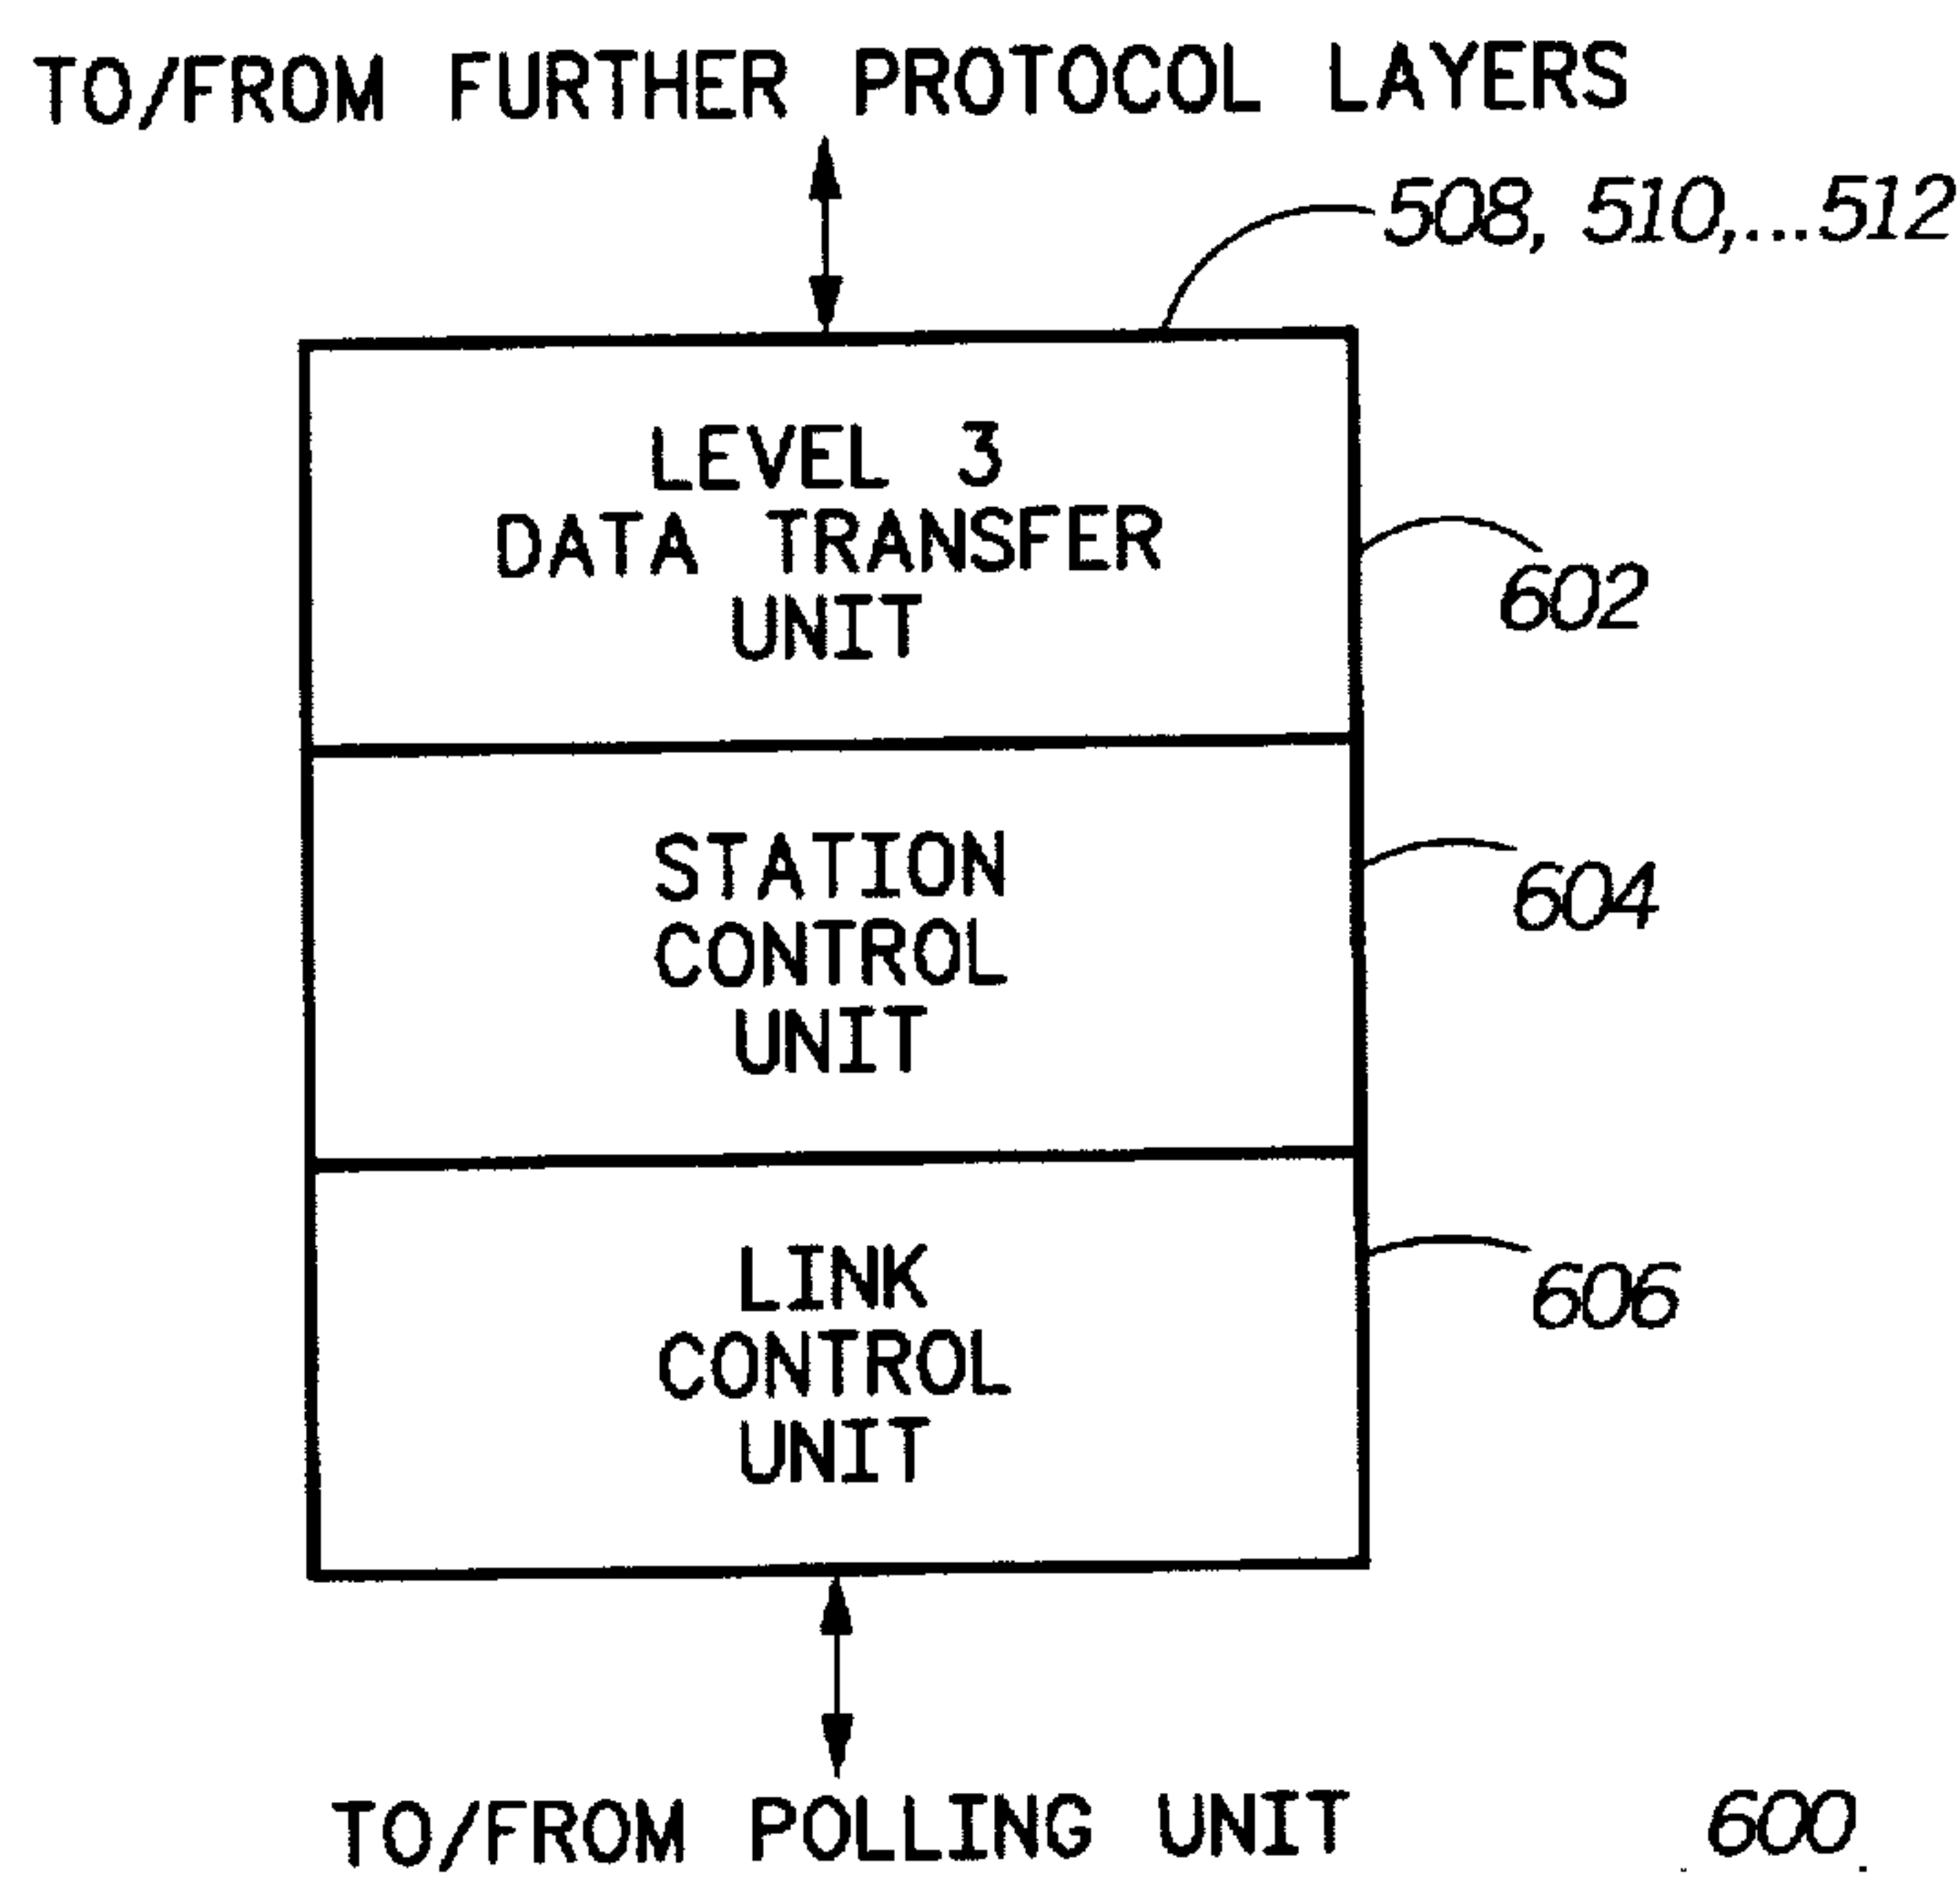 TO/FROM FURTHER PROTOCOL LAYERS
508, 510,...512
LEVEL 3
DATA TRANSFER
UNIT
602
STATION
CONTROL
UNIT
604
LINK
CONTROL
UNIT
606
TO/FROM POLLING UNIT
600